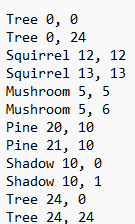 Tree 0, 0
Tree 0, 24
Squirrel 12, 12
Squirrel 13, 13
Mushroom 5, 5
Mushroom 5, 6
Pine 20, 10
Pine 21, 10
Shadow 10, 0
Shadow 10, 1
Tree 24, 0
Tree 24, 24